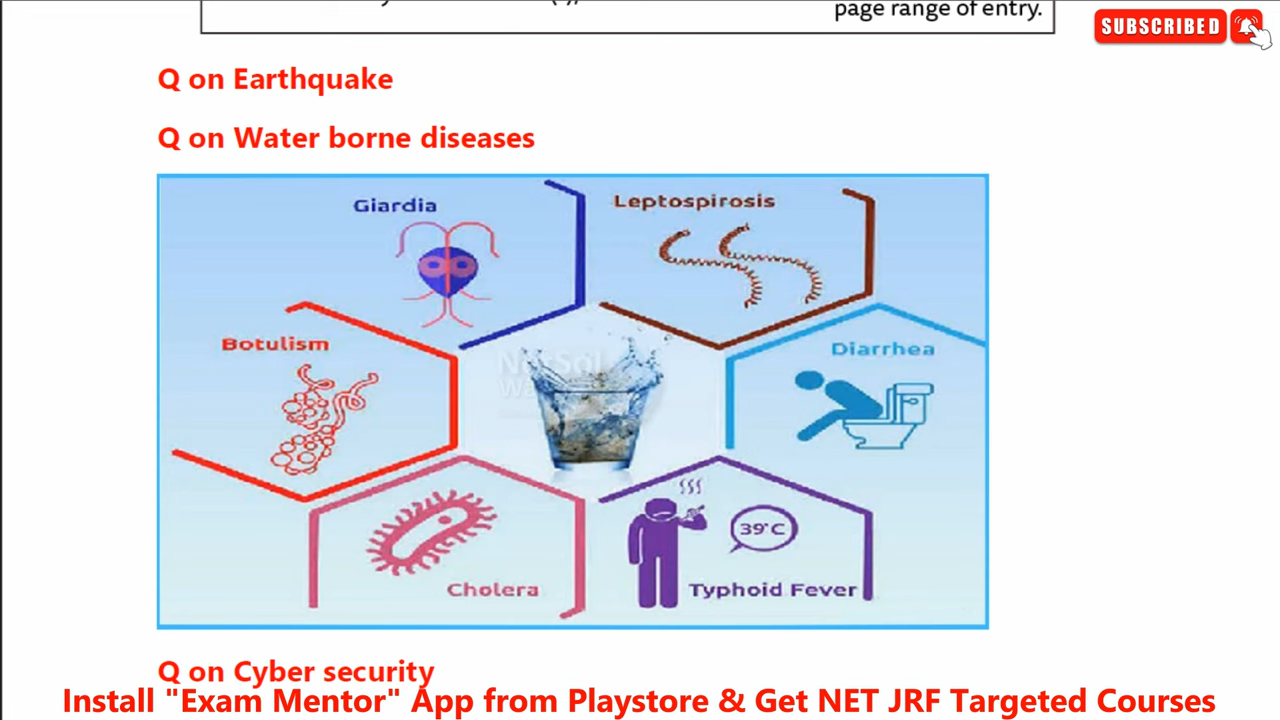 page range of entry.
SUBSCRIBED
Q on Earthquake
Q on Water borne diseases
Giardia
Leptospirosis
Botulism
Diarrhea
39°C
Cholera
Typhoid Fever
Q on Cyber security
Install "Exam Mentor" App from Playstore & Get NET JRF Targeted Courses